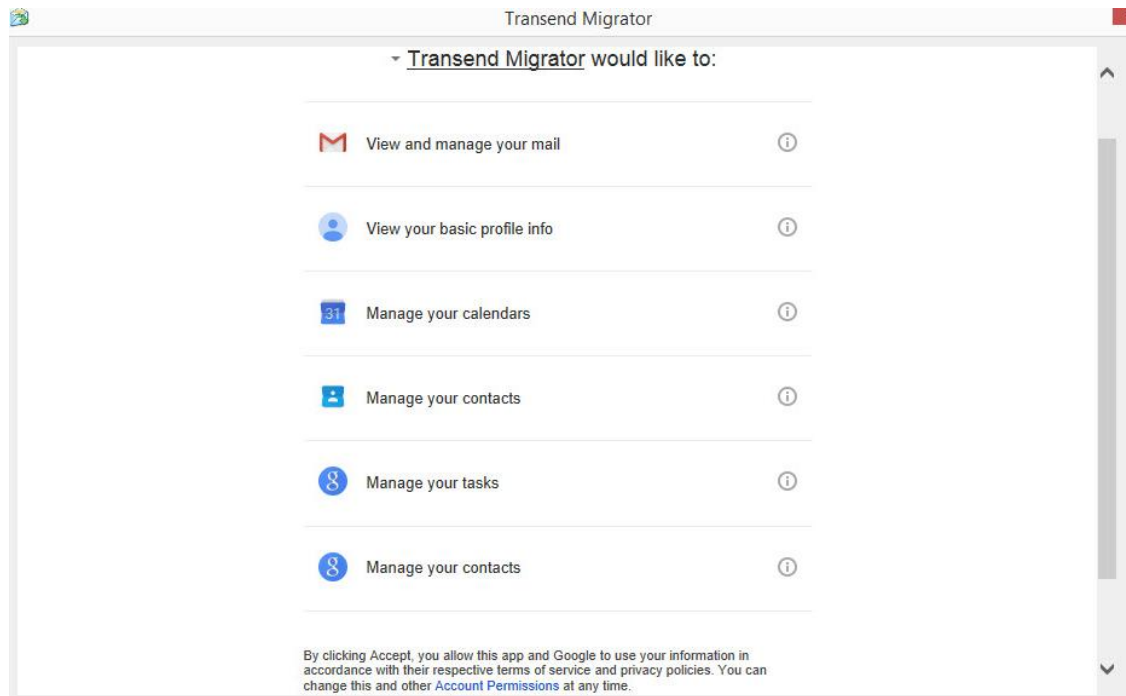 Transend Migrator
Transend Migrator would like to:
View and manage your mail
View your basic profile info
31
Manage your calendars
Manage your contacts
8
Manage your tasks
8
Manage your contacts
By clicking Accept, you allow this app and Google to use your information in
accordance with their respective terms of service and privacy policies. You can
change this and other Account Permissions at any time.